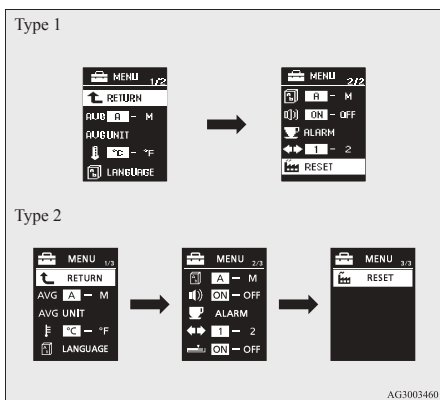 Type 1
MENU 1/2
RETURN
AVG A - M
AVG UNIT
°C - °F
LANGUAGE
MENU 2/2
A - M
ON - OFF
ALARM
1 - 2
RESET
Type 2
MENU 1/3
RETURN
AVG A - M
AVG UNIT
°C - °F
LANGUAGE
MENU 2/3
A - M
ON - OFF
ALARM
1 - 2
ON - OFF
MENU 3/3
RESET
AG3003460